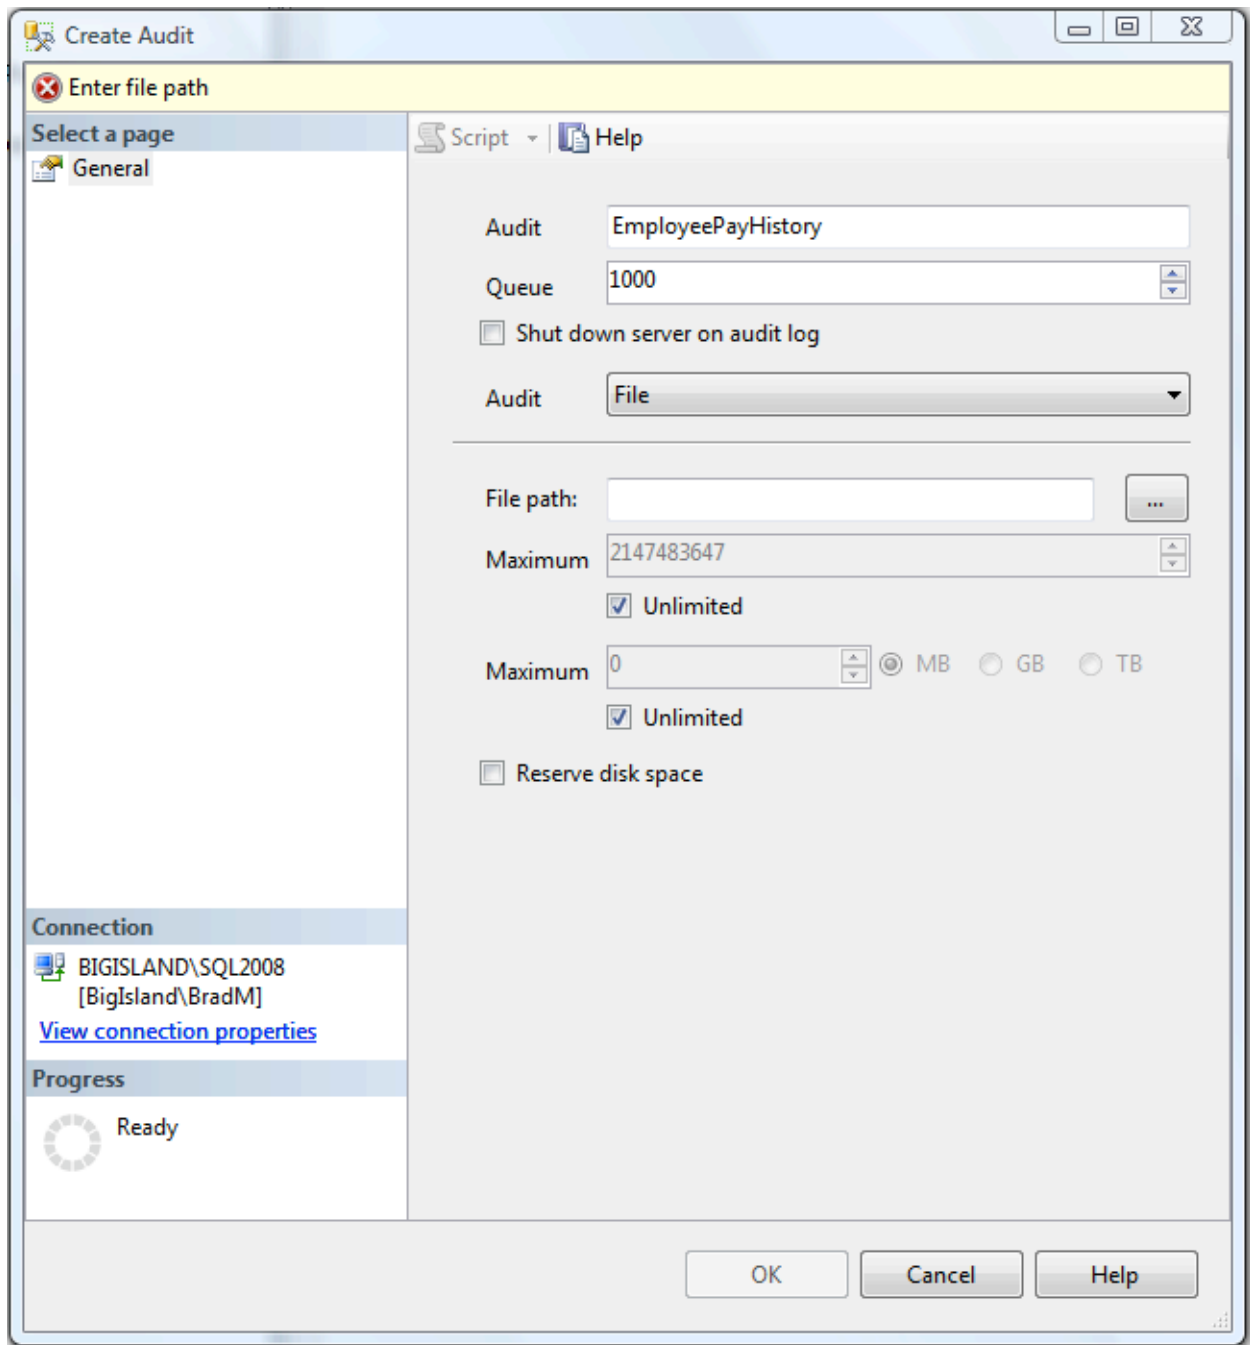 Create Audit
Enter file path
Select a page
General
Script
Help
Audit
EmployeePayHistory
Queue
1000
Shut down server on audit log
Audit
File
File path:
...
Maximum
2147483647
Unlimited
Maximum
0
MB
GB
TB
Unlimited
Reserve disk space
Connection
BIGISLAND\SQL2008
[BigIsland\BradM]
View connection properties
Progress
Ready
OK
Cancel
Help